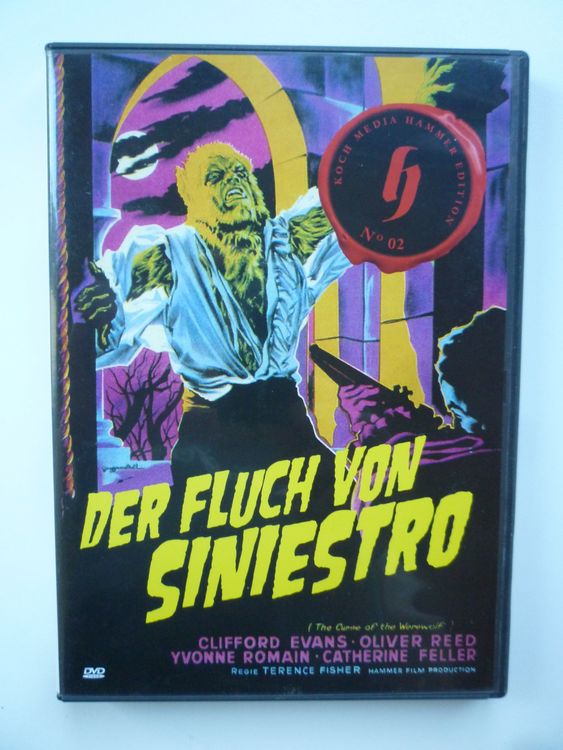 KOCH MEDIA HAMMER EDITION
No 02
DER FLUCH VON
SINIESTRO
(The Curse of the Werewolf)
CLIFFORD EVANS · OLIVER REED
YVONNE ROMAIN · CATHERINE FELLER
REGIE TERENCE FISHER HAMMER FILM PRODUCTION
DVD